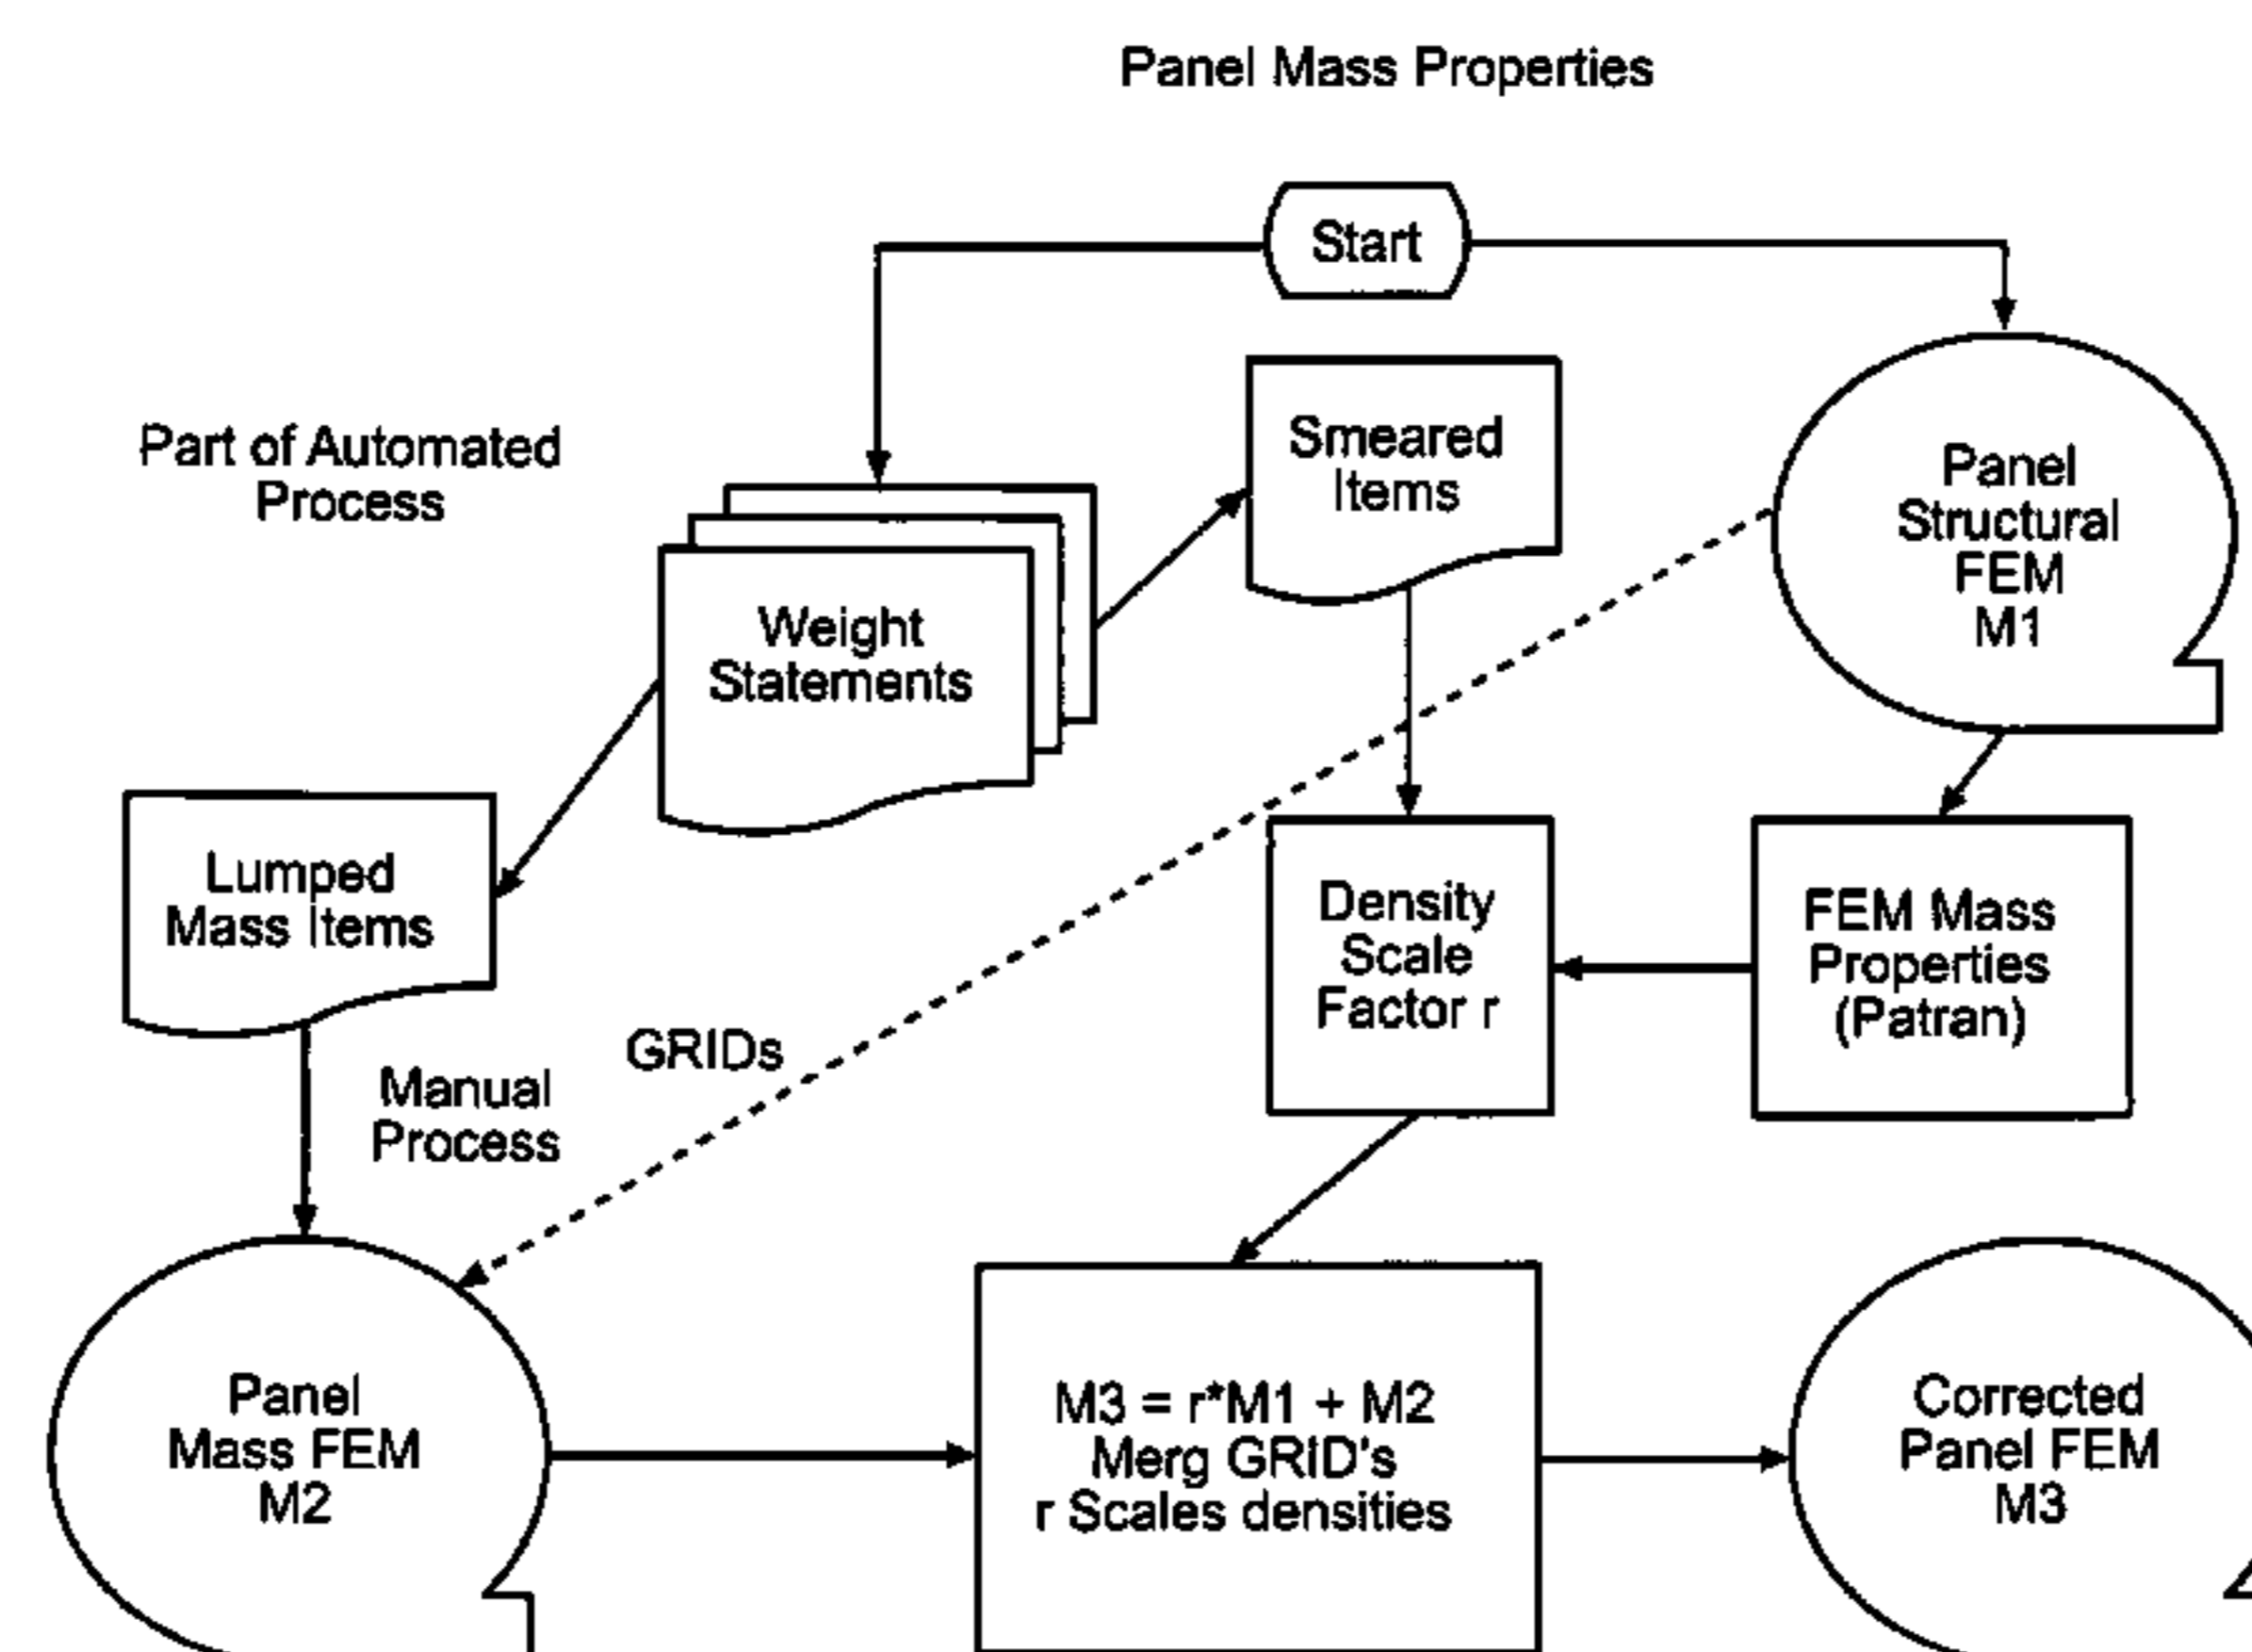 Panel Mass Properties
Start
Part of Automated
Process
Smeared
Items
Panel
Structural
FEM
M1
Weight
Statements
Lumped
Mass Items
Density
Scale
Factor r
FEM Mass
Properties
(Patran)
GRIDs
Manual
Process
Panel
Mass FEM
M2
M3 = r*M1 + M2
Merg GRID's
r Scales densities
Corrected
Panel FEM
M3